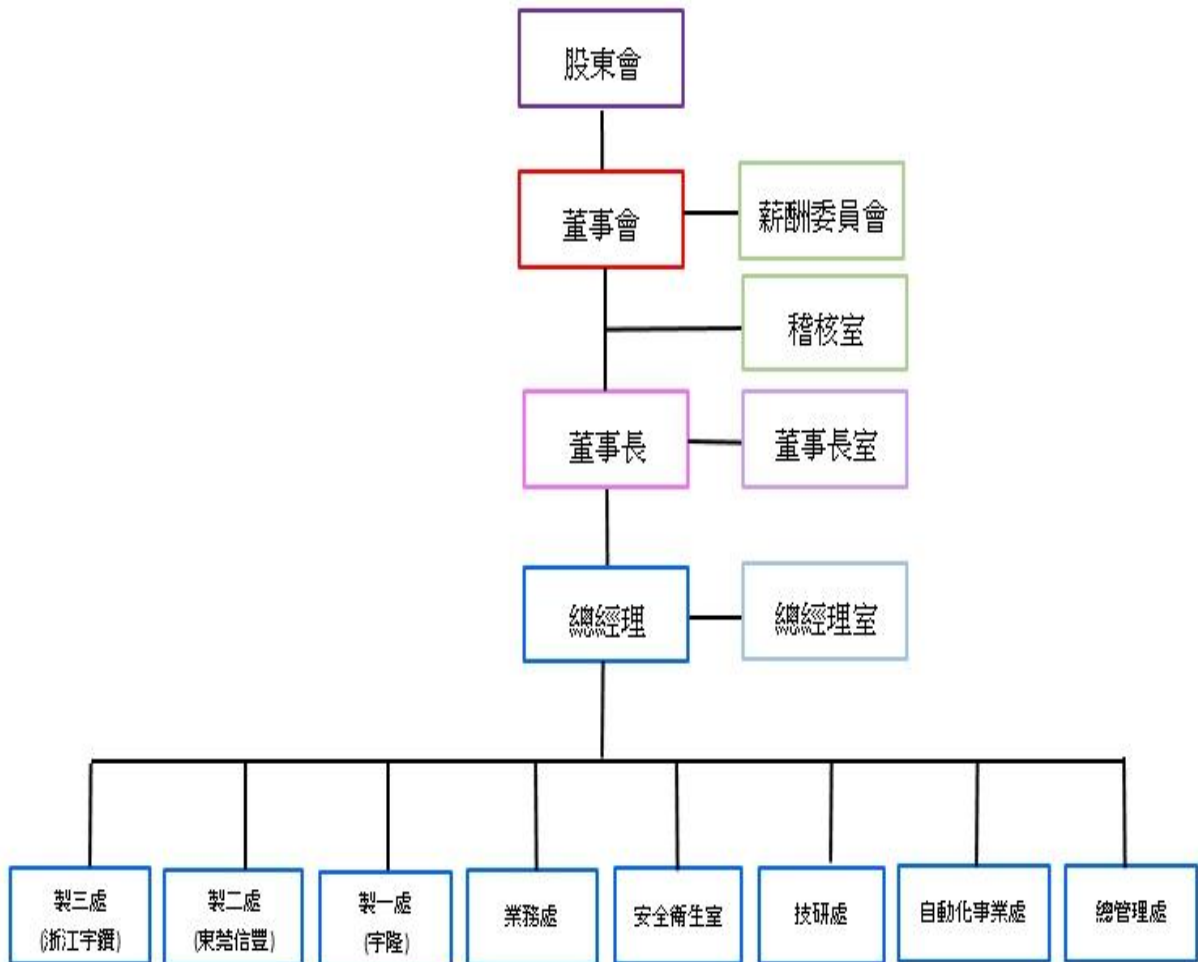 股東會
董事會
薪酬委員會
稽核室
董事長
董事長室
總經理
總經理室
製三處
(浙江宇鑽)
製二處
(東莞信豐)
製一處
(宇隆)
業務處
安全衛生室
技研處
自動化事業處
總管理處